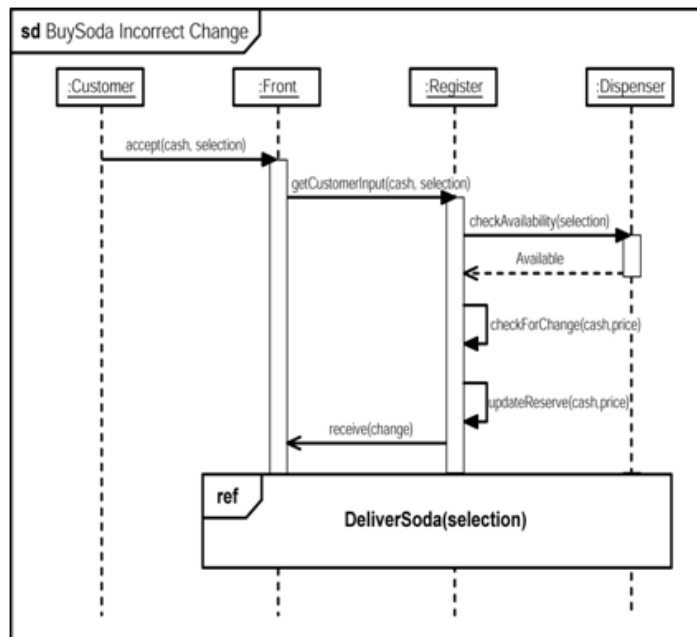 sd BuySoda Incorrect Change
:Customer
:Front
:Register
:Dispenser
accept(cash, selection)
getCustomerInput(cash, selection)
checkAvailability(selection)
Available
checkForChange(cash,price)
updateReserve(cash,price)
receive(change)
ref
DeliverSoda(selection)